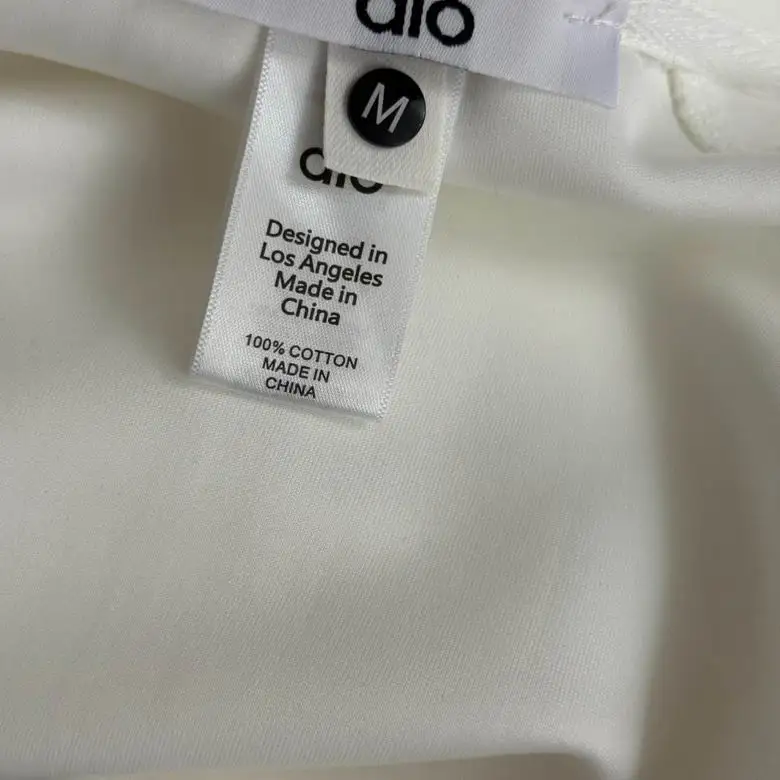 alo
M
alo
Designed in
Los Angeles
Made in
China
100% COTTON
MADE IN
CHINA